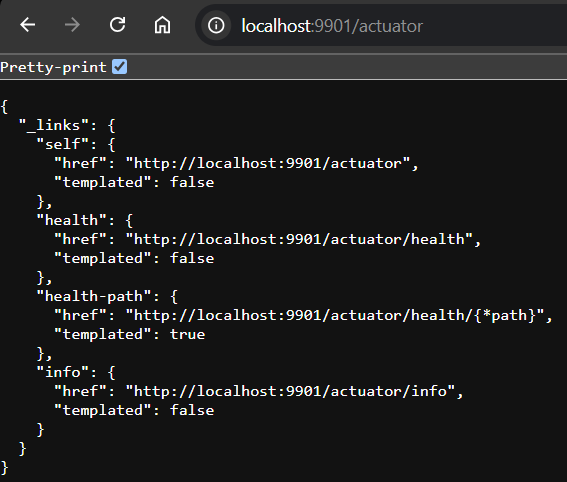 localhost:9901/actuator
Pretty-print
{
  "_links": {
    "self": {
      "href": "http://localhost:9901/actuator",
      "templated": false
    },
    "health": {
      "href": "http://localhost:9901/actuator/health",
      "templated": false
    },
    "health-path": {
      "href": "http://localhost:9901/actuator/health/{*path}",
      "templated": true
    },
    "info": {
      "href": "http://localhost:9901/actuator/info",
      "templated": false
    }
  }
}